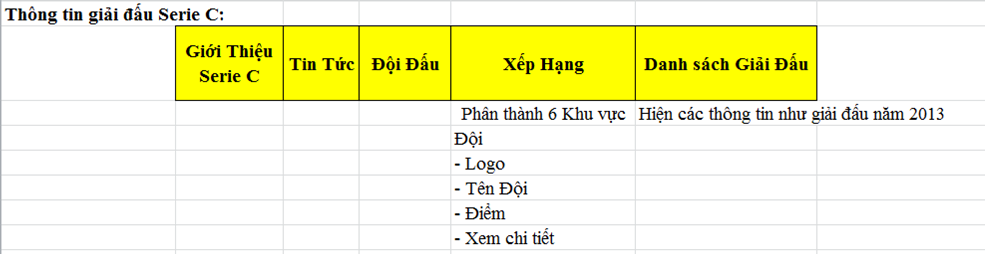 Thông tin giải đấu Serie C:
Giới Thiệu Serie C Tin Tức Đội Đấu Xếp Hạng Danh sách Giải Đấu
Phân thành 6 Khu vực Hiện các thông tin như giải đấu năm 2013
Đội
- Logo
- Tên Đội
- Điểm
- Xem chi tiết